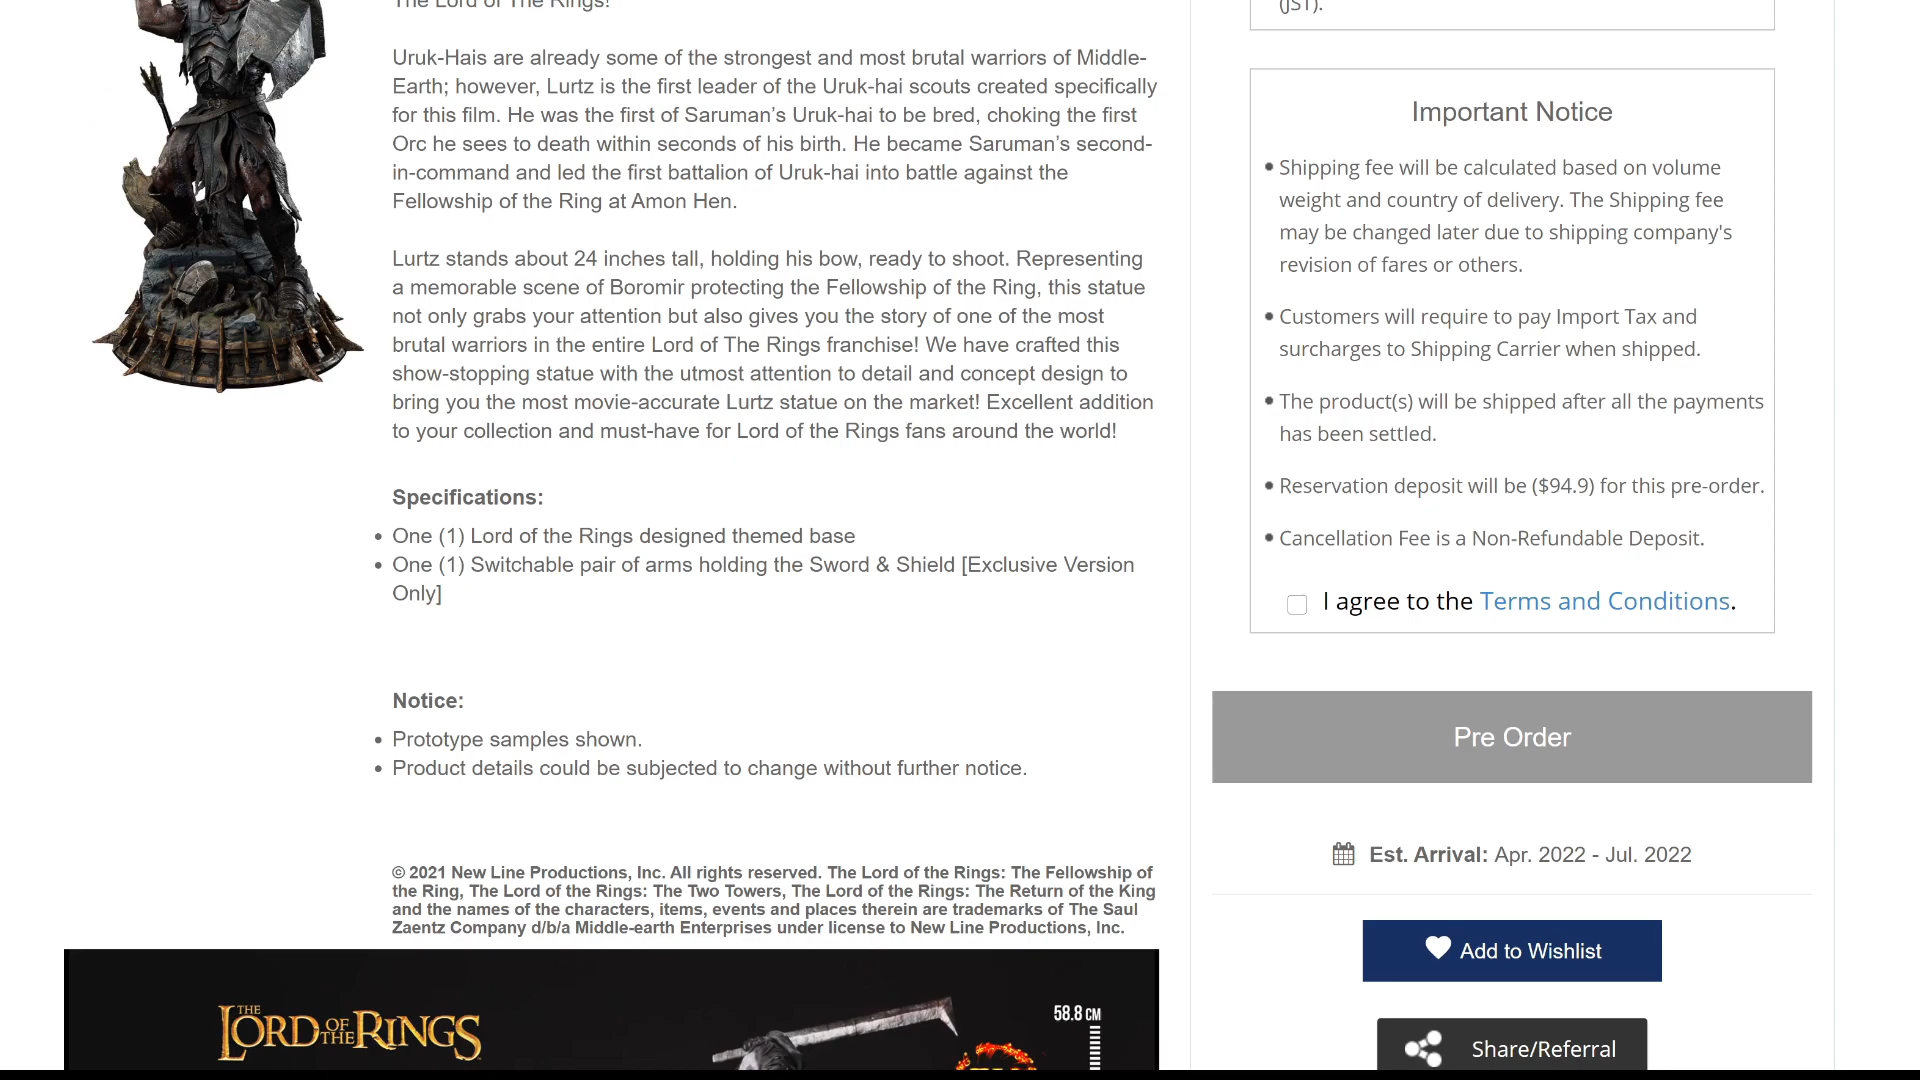 The Lord of The Rings!
Uruk-Hais are already some of the strongest and most brutal warriors of Middle-
Earth; however, Lurtz is the first leader of the Uruk-hai scouts created specifically
for this film. He was the first of Saruman’s Uruk-hai to be bred, choking the first
Orc he sees to death within seconds of his birth. He became Saruman’s second-
in-command and led the first battalion of Uruk-hai into battle against the
Fellowship of the Ring at Amon Hen.
Lurtz stands about 24 inches tall, holding his bow, ready to shoot. Representing
a memorable scene of Boromir protecting the Fellowship of the Ring, this statue
not only grabs your attention but also gives you the story of one of the most
brutal warriors in the entire Lord of The Rings franchise! We have crafted this
show-stopping statue with the utmost attention to detail and concept design to
bring you the most movie-accurate Lurtz statue on the market! Excellent addition
to your collection and must-have for Lord of the Rings fans around the world!
Specifications:
• One (1) Lord of the Rings designed themed base
• One (1) Switchable pair of arms holding the Sword & Shield [Exclusive Version
Only]
Notice:
• Prototype samples shown.
• Product details could be subjected to change without further notice.
© 2021 New Line Productions, Inc. All rights reserved. The Lord of the Rings: The Fellowship of
the Ring, The Lord of the Rings: The Two Towers, The Lord of the Rings: The Return of the King
and the names of the characters, items, events and places therein are trademarks of The Saul
Zaentz Company d/b/a Middle-earth Enterprises under license to New Line Productions, Inc.
THE LORD OF THE RINGS
58.8 CM
(JST).
Important Notice
• Shipping fee will be calculated based on volume
weight and country of delivery. The Shipping fee
may be changed later due to shipping company's
revision of fares or others.
• Customers will require to pay Import Tax and
surcharges to Shipping Carrier when shipped.
• The product(s) will be shipped after all the payments
has been settled.
• Reservation deposit will be ($94.9) for this pre-order.
• Cancellation Fee is a Non-Refundable Deposit.
I agree to the Terms and Conditions.
Pre Order
Est. Arrival: Apr. 2022 - Jul. 2022
Add to Wishlist
Share/Referral